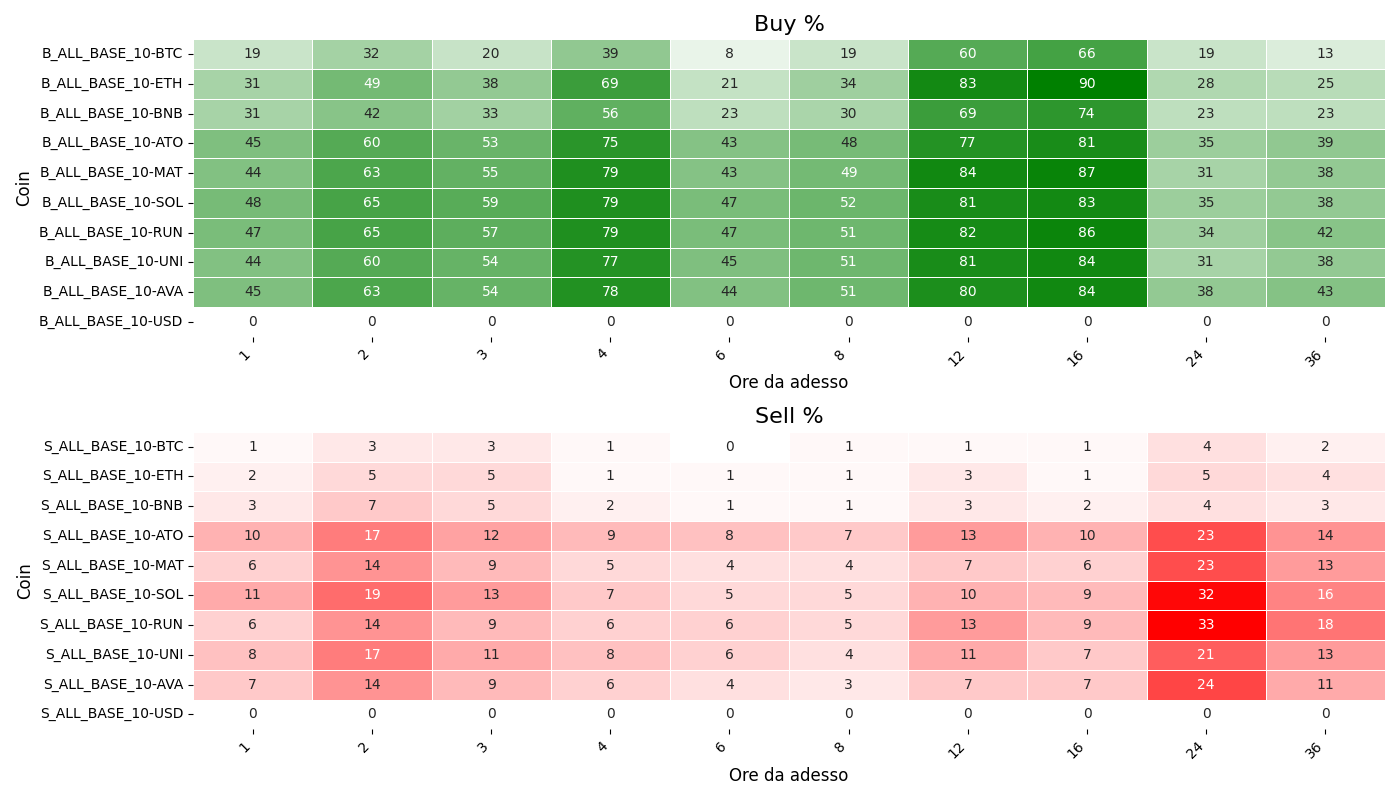 Buy %
Coin
B_ALL_BASE_10-BTC 19 32 20 39 8 19 60 66 19 13
B_ALL_BASE_10-ETH 31 49 38 69 21 34 83 90 28 25
B_ALL_BASE_10-BNB 31 42 33 56 23 30 69 74 23 23
B_ALL_BASE_10-ATO 45 60 53 75 43 48 77 81 35 39
B_ALL_BASE_10-MAT 44 63 55 79 43 49 84 87 31 38
B_ALL_BASE_10-SOL 48 65 59 79 47 52 81 83 35 38
B_ALL_BASE_10-RUN 47 65 57 79 47 51 82 86 34 42
B_ALL_BASE_10-UNI 44 60 54 77 45 51 81 84 31 38
B_ALL_BASE_10-AVA 45 63 54 78 44 51 80 84 38 43
B_ALL_BASE_10-USD 0 0 0 0 0 0 0 0 0 0
1 2 3 4 6 8 12 16 24 36
Ore da adesso
Sell %
Coin
S_ALL_BASE_10-BTC 1 3 3 1 0 1 1 1 4 2
S_ALL_BASE_10-ETH 2 5 5 1 1 1 3 1 5 4
S_ALL_BASE_10-BNB 3 7 5 2 1 1 3 2 4 3
S_ALL_BASE_10-ATO 10 17 12 9 8 7 13 10 23 14
S_ALL_BASE_10-MAT 6 14 9 5 4 4 7 6 23 13
S_ALL_BASE_10-SOL 11 19 13 7 5 5 10 9 32 16
S_ALL_BASE_10-RUN 6 14 9 6 6 5 13 9 33 18
S_ALL_BASE_10-UNI 8 17 11 8 6 4 11 7 21 13
S_ALL_BASE_10-AVA 7 14 9 6 4 3 7 7 24 11
S_ALL_BASE_10-USD 0 0 0 0 0 0 0 0 0 0
1 2 3 4 6 8 12 16 24 36
Ore da adesso